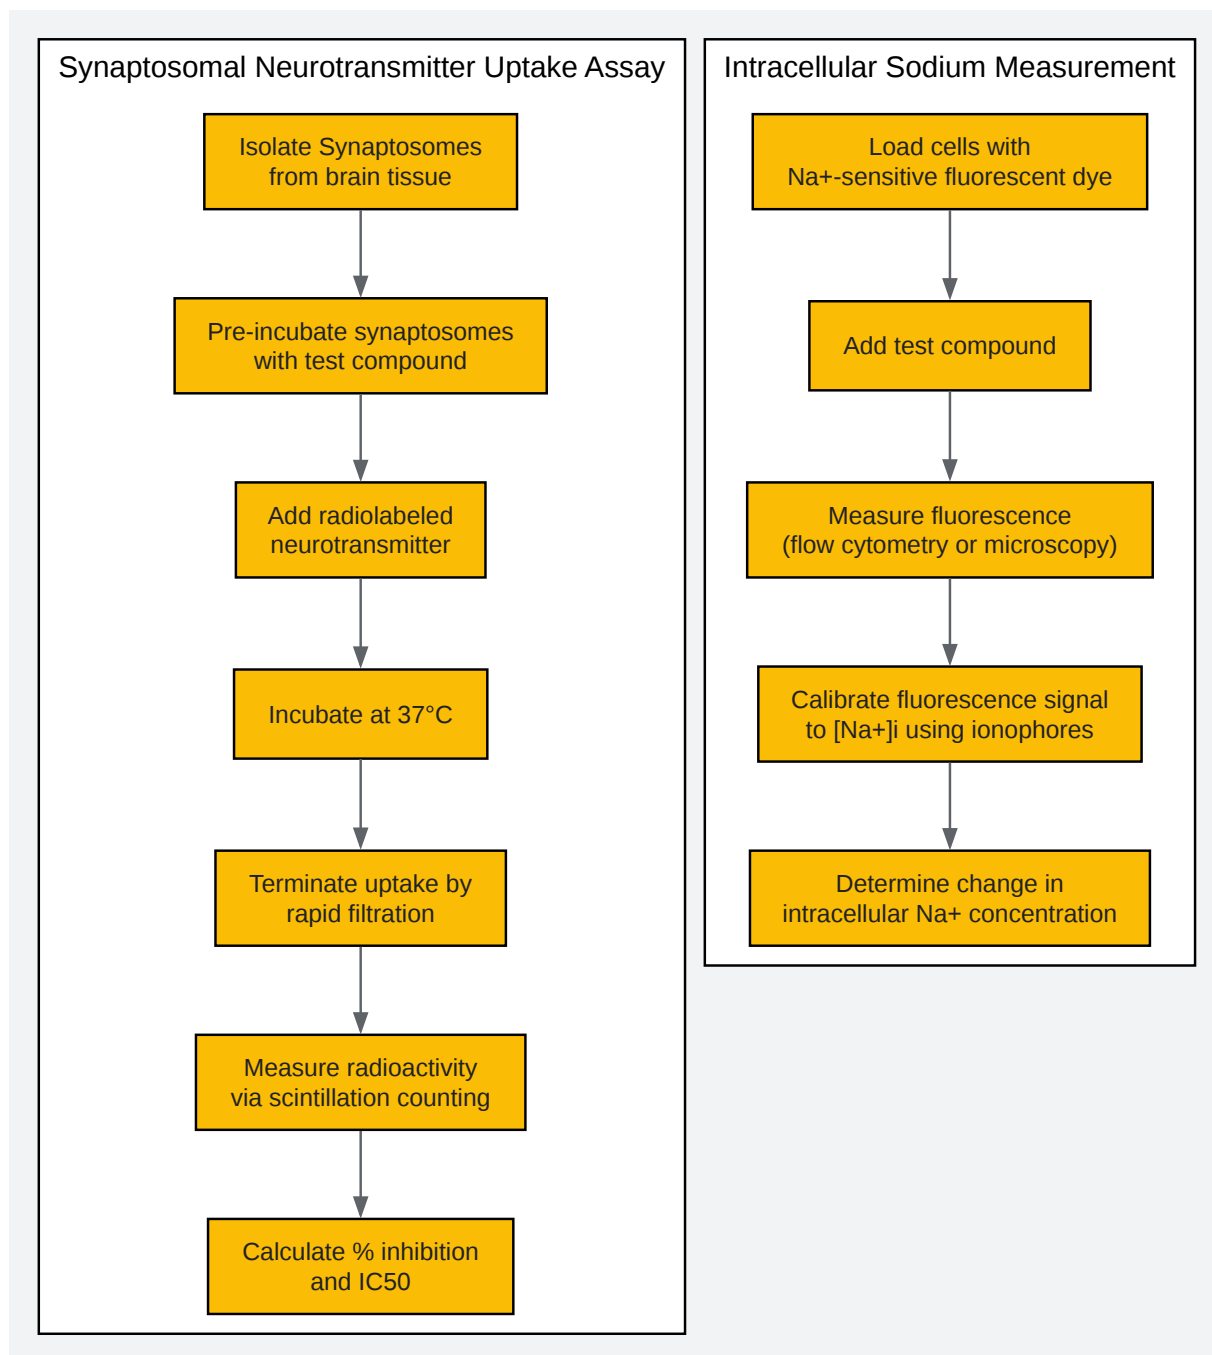 Synaptosomal Neurotransmitter Uptake Assay
Isolate Synaptosomes
from brain tissue
Pre-incubate synaptosomes
with test compound
Add radiolabeled
neurotransmitter
Incubate at 37°C
Terminate uptake by
rapid filtration
Measure radioactivity
via scintillation counting
Calculate % inhibition
and IC50
Intracellular Sodium Measurement
Load cells with
Na+-sensitive fluorescent dye
Add test compound
Measure fluorescence
(flow cytometry or microscopy)
Calibrate fluorescence signal
to [Na+]i using ionophores
Determine change in
intracellular Na+ concentration